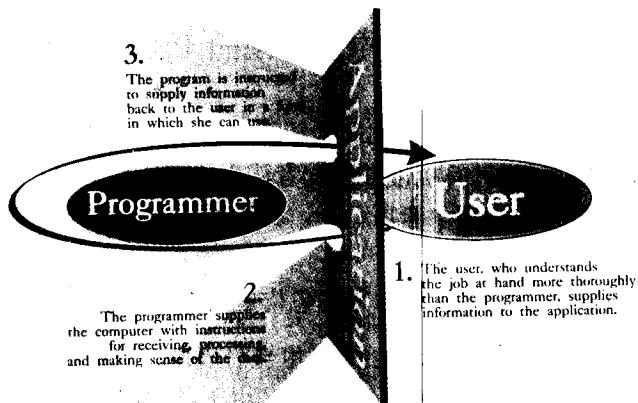 3.
The program is instructed
to supply information
back to the user in a
in which she can use
Application
Programmer
User
1.
The user, who understands
the job at hand more thoroughly
than the programmer, supplies
information to the application.
2.
The programmer supplies
the computer with instructions
for receiving, processing,
and making sense of the data.